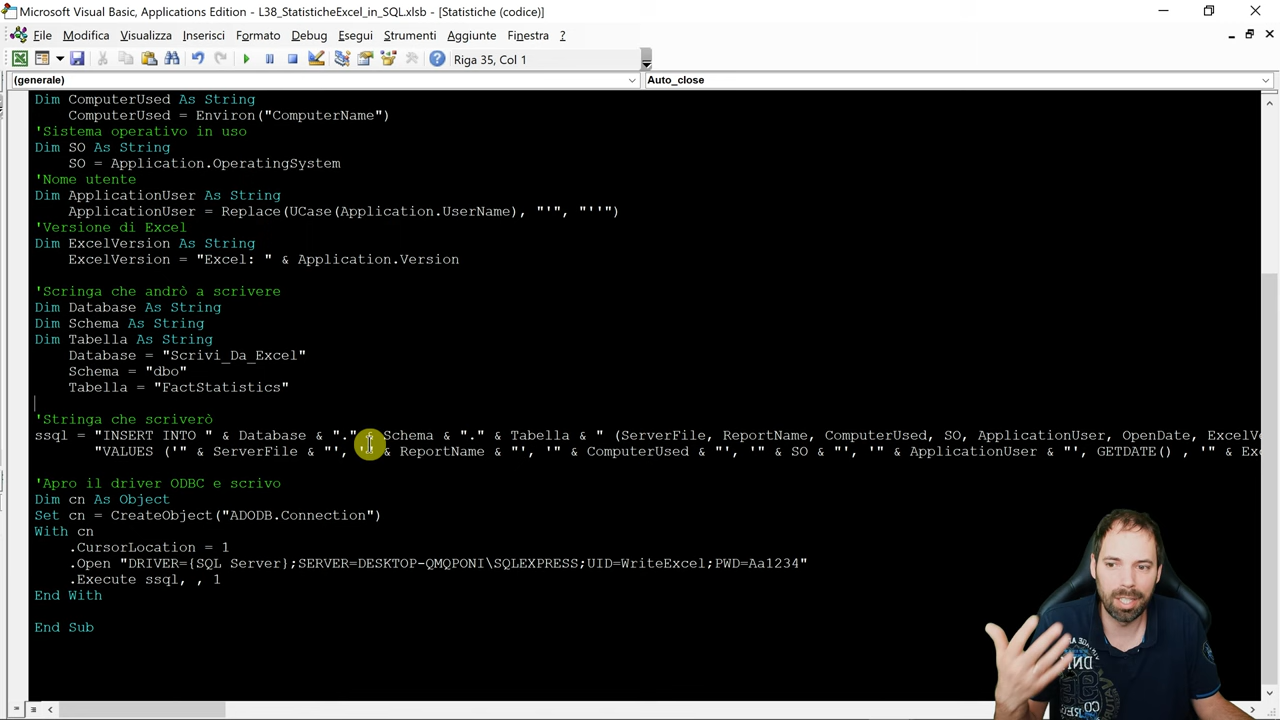 Microsoft Visual Basic, Applications Edition - L38_StatisticheExcel_in_SQL.xlsb - [Statistiche (codice)]
File Modifica Visualizza Inserisci Formato Debug Esegui Strumenti Aggiunte Finestra ?
Riga 35, Col 1
(generale) Auto_close
Dim ComputerUsed As String
ComputerUsed = Environ("ComputerName")
'Sistema operativo in uso
Dim SO As String
SO = Application.OperatingSystem
'Nome utente
Dim ApplicationUser As String
ApplicationUser = Replace(UCase(Application.UserName), "'", "''")
'Versione di Excel
Dim ExcelVersion As String
ExcelVersion = "Excel: " & Application.Version
'Scringa che andrò a scrivere
Dim Database As String
Dim Schema As String
Dim Tabella As String
Database = "Scrivi_Da_Excel"
Schema = "dbo"
Tabella = "FactStatistics"
'Stringa che scriverò
ssql = "INSERT INTO " & Database & "." & Schema & "." & Tabella & " (ServerFile, ReportName, ComputerUsed, SO, ApplicationUser, OpenDate, ExcelV
"VALUES ('" & ServerFile & "', '" & ReportName & "', '" & ComputerUsed & "', '" & SO & "', '" & ApplicationUser & "', GETDATE() , '" & Ex
'Apro il driver ODBC e scrivo
Dim cn As Object
Set cn = CreateObject("ADODB.Connection")
With cn
.CursorLocation = 1
.Open "DRIVER={SQL Server};SERVER=DESKTOP-QMQPONI\SQLEXPRESS;UID=WriteExcel;PWD=Aa1234"
.Execute ssql, , 1
End With
End Sub